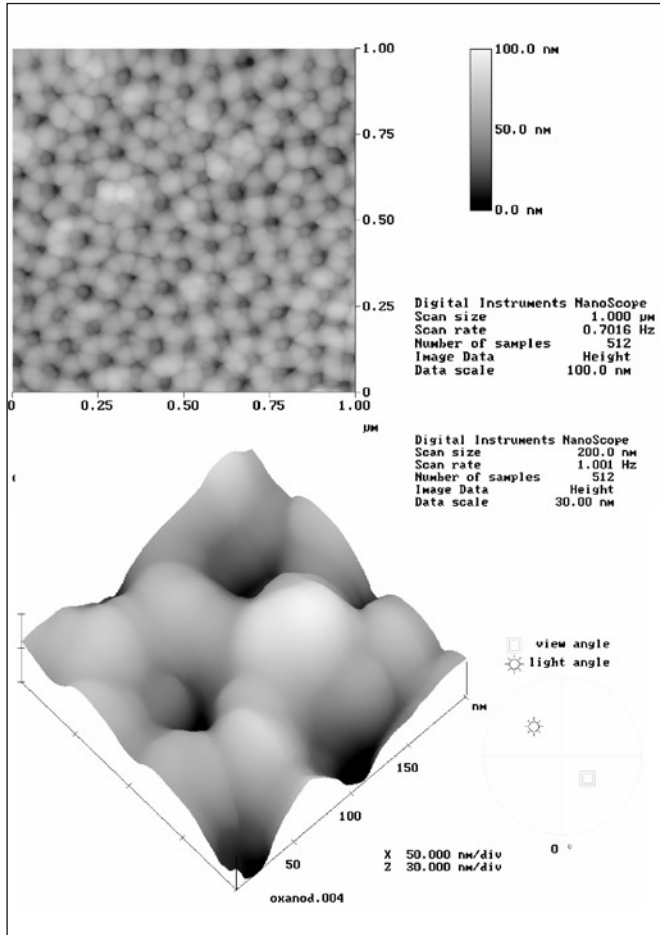 1.00
100.0 nm
0.75
50.0 nm
0.50
0.0 nm
0.25
Digital Instruments NanoScope
Scan size 1.000 µm
Scan rate 0.7016 Hz
Number of samples 512
Image Data Height
Data scale 100.0 nm
0
0 0.25 0.50 0.75 1.00
µm
Digital Instruments NanoScope
Scan size 200.0 nm
Scan rate 1.001 Hz
Number of samples 512
Image Data Height
Data scale 30.00 nm
view angle
light angle
nm
150
100
50
X 50.000 nm/div
Z 30.000 nm/div
0 °
oxanod.004